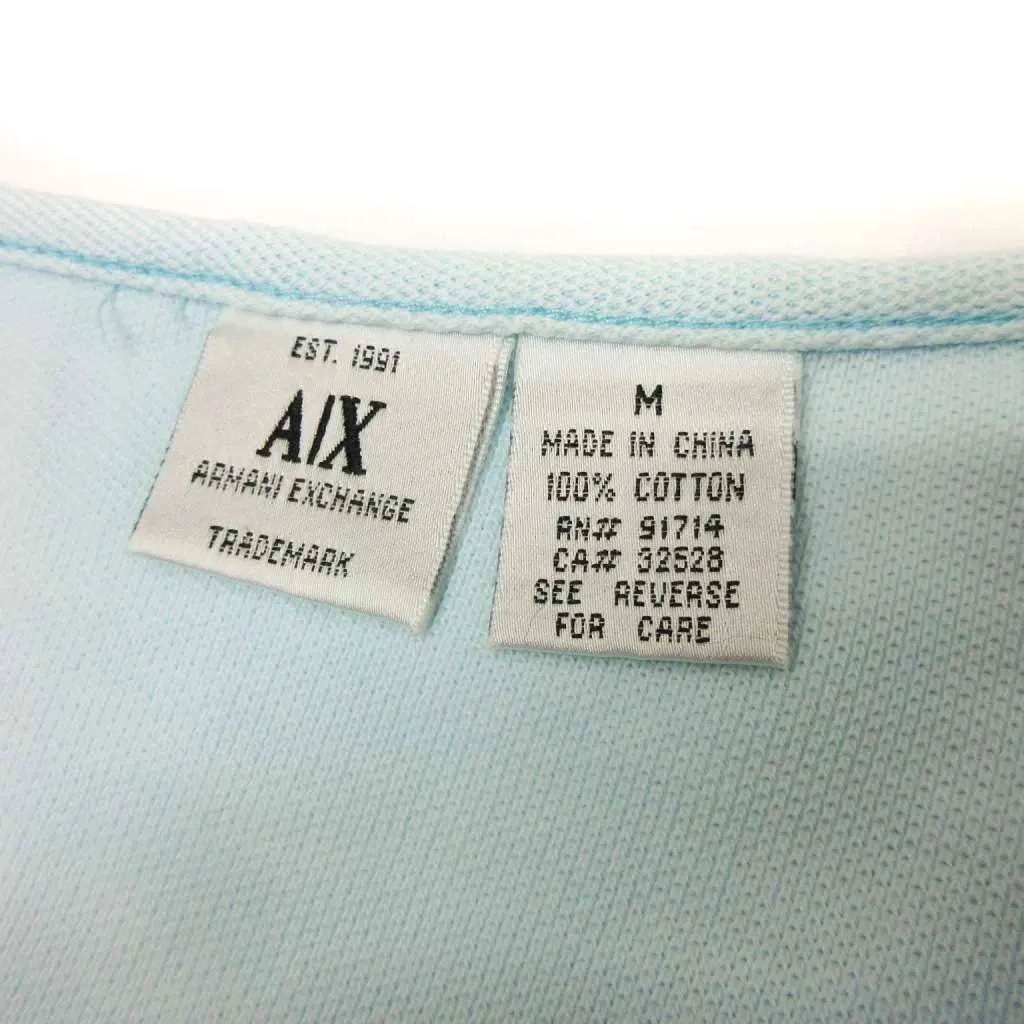 EST. 1991
A|X
ARMANI EXCHANGE
TRADEMARK
M
MADE IN CHINA
100% COTTON
RN# 91714
CA# 32528
SEE REVERSE
FOR CARE